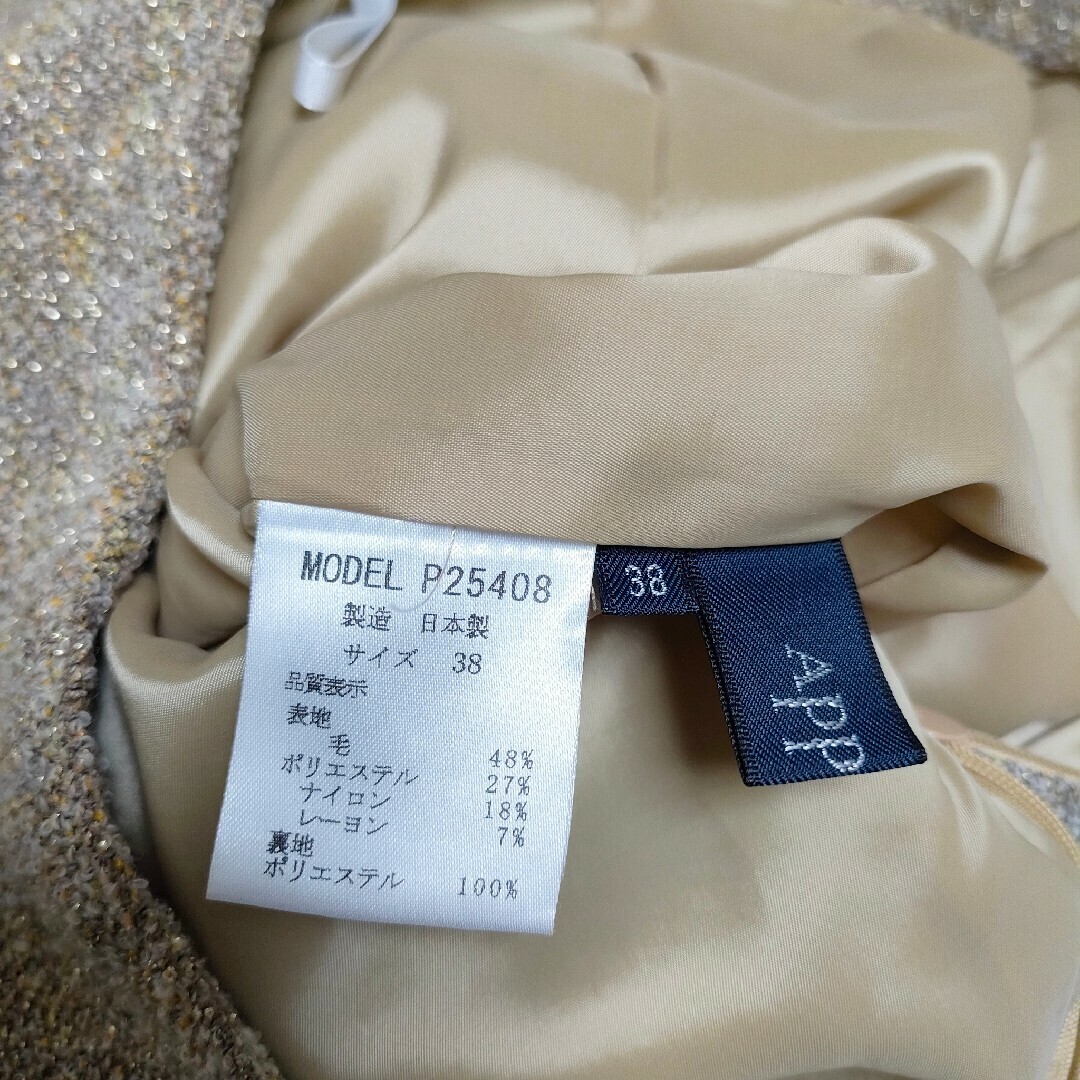 MODEL P25408
製造 日本製
サイズ 38
品質表示
表地
毛 48%
ポリエステル 27%
ナイロン 18%
レーヨン 7%
裏地
ポリエステル 100%
38
APP